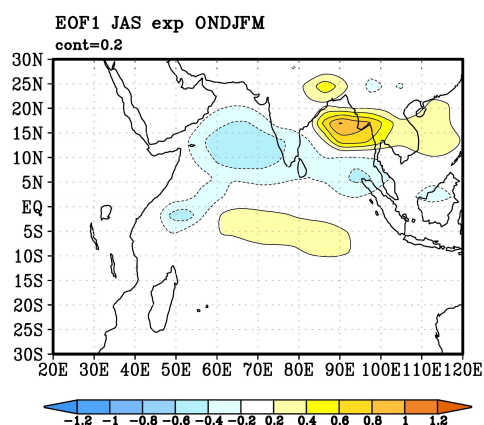 EOF1 JAS exp ONDJFM
cont=0.2
30N
25N
20N
15N
10N
5N
EQ
5S
10S
15S
20S
25S
30S
20E 30E 40E 50E 60E 70E 80E 90E 100E 110E 120E
-1.2 -1 -0.8 -0.6 -0.4 -0.2 0.2 0.4 0.6 0.8 1 1.2